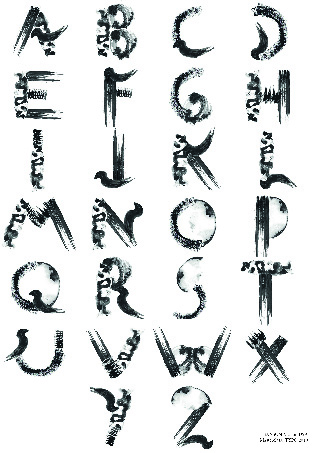 A B C D
E F G H
I J K L
M N O P
Q R S T
U V W X
Y Z